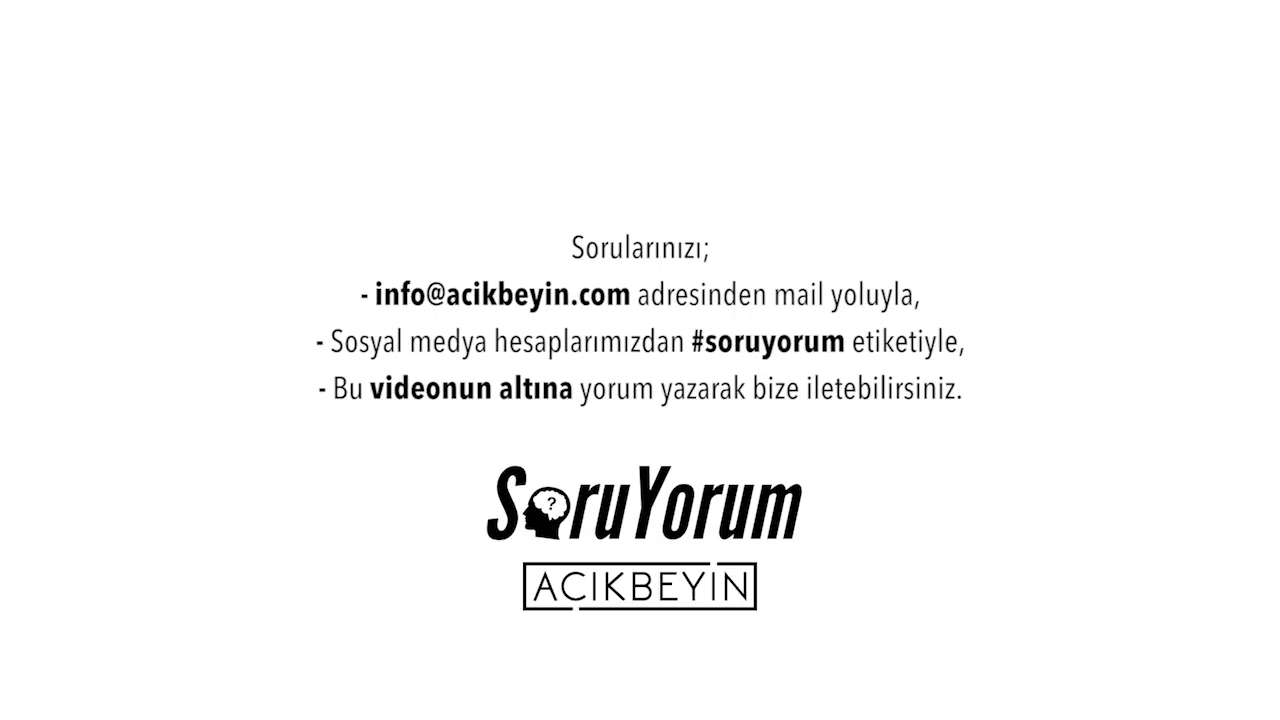 Sorularınızı;
- info@acikbeyin.com adresinden mail yoluyla,
- Sosyal medya hesaplarımızdan #soruyorum etiketiyle,
- Bu videonun altına yorum yazarak bize iletebilirsiniz.
SoruYorum
AÇIKBEYİN